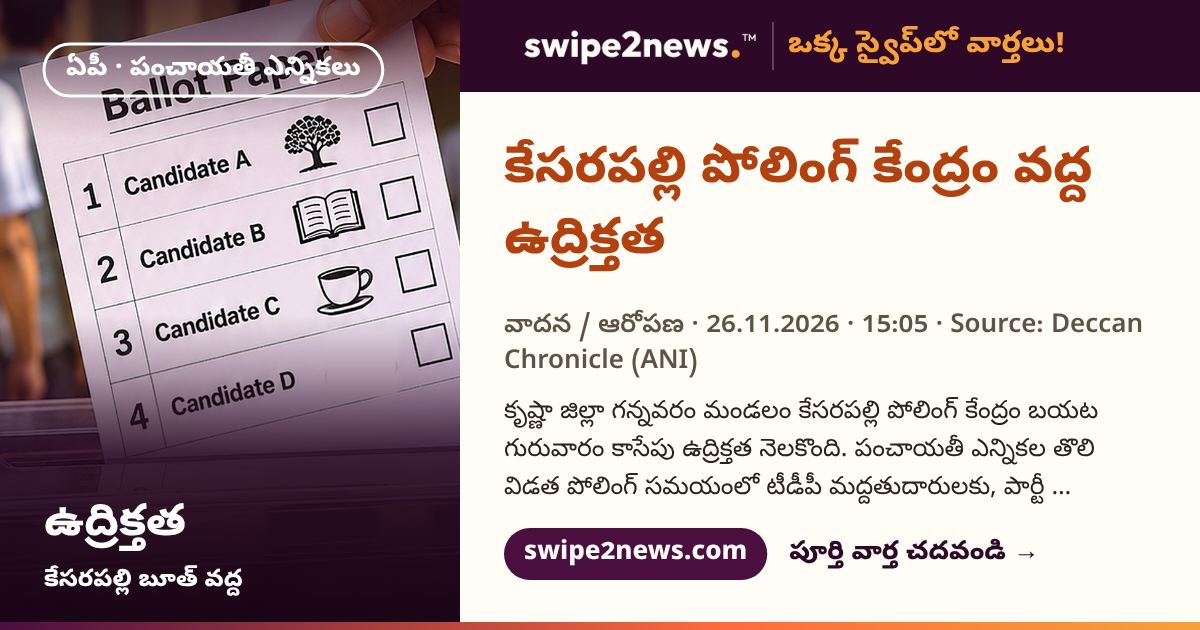 ఏపీ · పంచాయతీ ఎన్నికలు
Ballot Paper
1 Candidate A
2 Candidate B
3 Candidate C
4 Candidate D
ఉద్రిక్తత
కేసరపల్లి బూత్ వద్ద
swipe2news.™ ఒక్క స్వైప్‌లో వార్తలు!
కేసరపల్లి పోలింగ్ కేంద్రం వద్ద
ఉద్రిక్తత
వాదన / ఆరోపణ · 26.11.2026 · 15:05 · Source: Deccan
Chronicle (ANI)
కృష్ణా జిల్లా గన్నవరం మండలం కేసరపల్లి పోలింగ్ కేంద్రం బయట
గురువారం కాసేపు ఉద్రిక్తత నెలకొంది. పంచాయతీ ఎన్నికల తొలి
విడత పోలింగ్ సమయంలో టీడీపీ మద్దతుదారులకు, పార్టీ ...
swipe2news.com పూర్తి వార్త చదవండి →